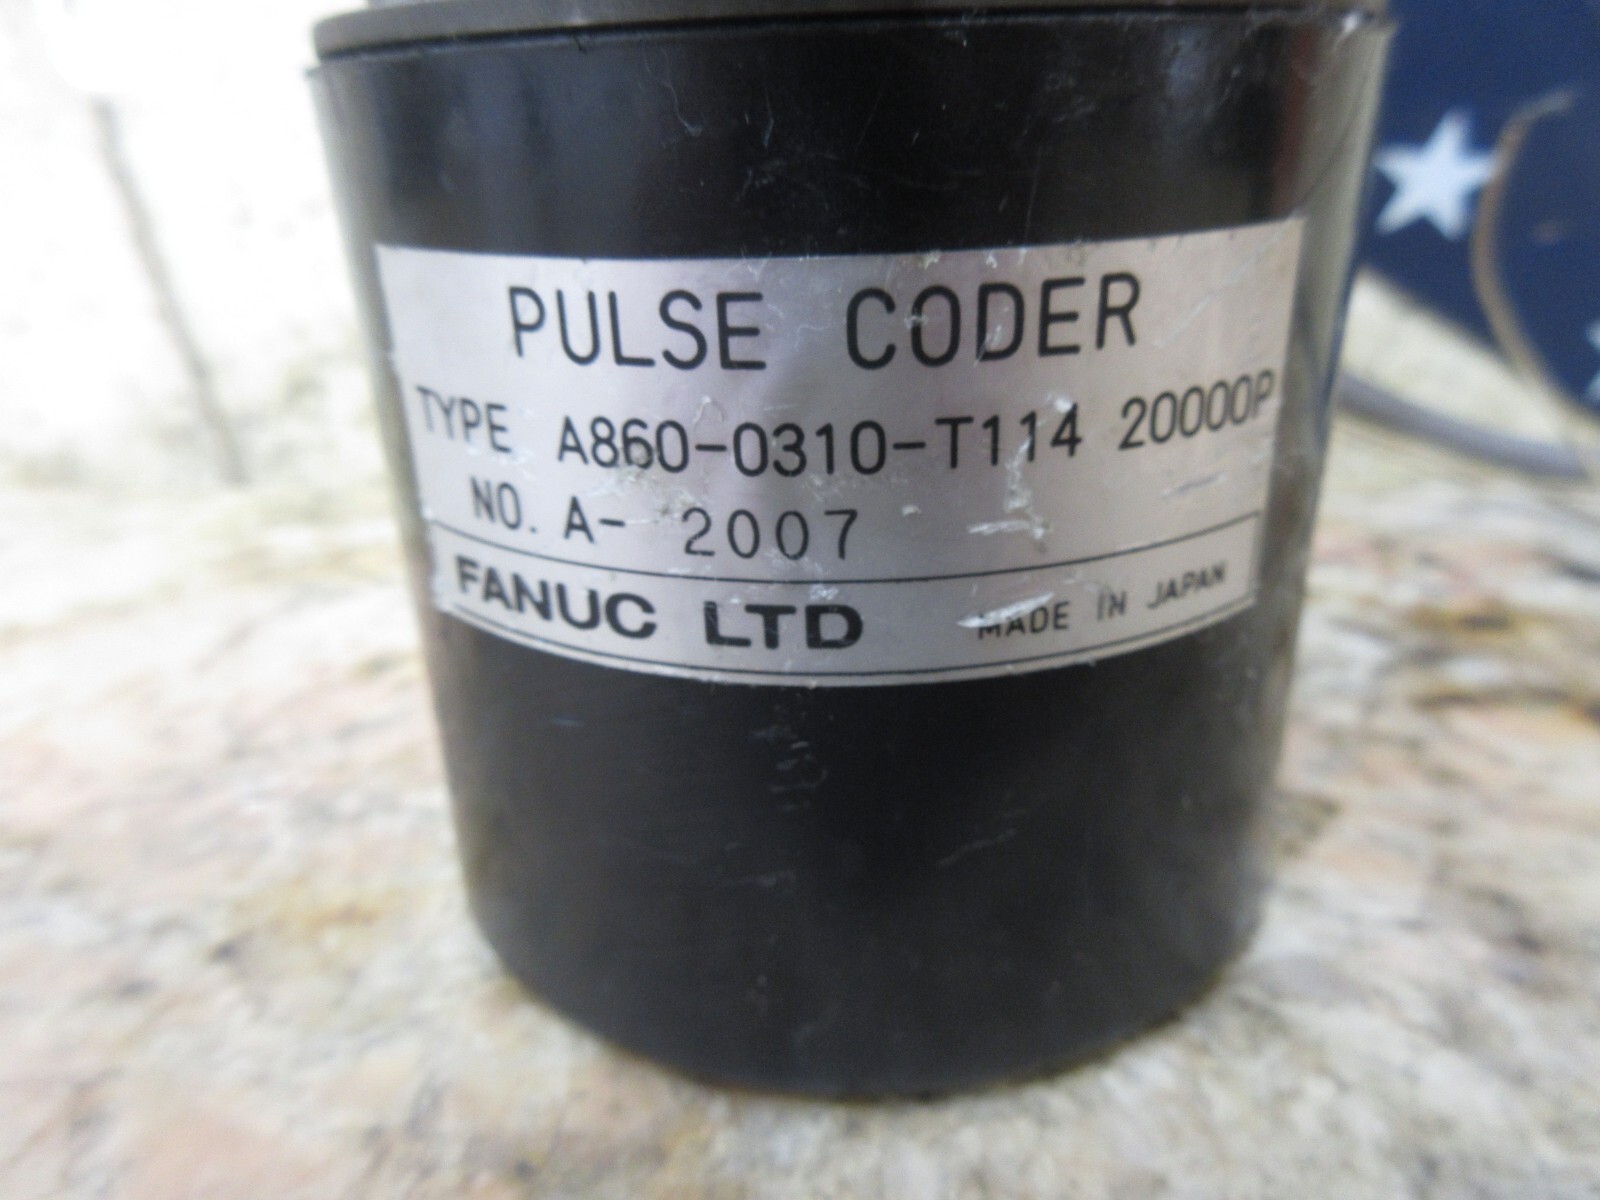 PULSE CODER
TYPE A860-0310-T114 20000P
NO. A- 2007
FANUC LTD MADE IN JAPAN